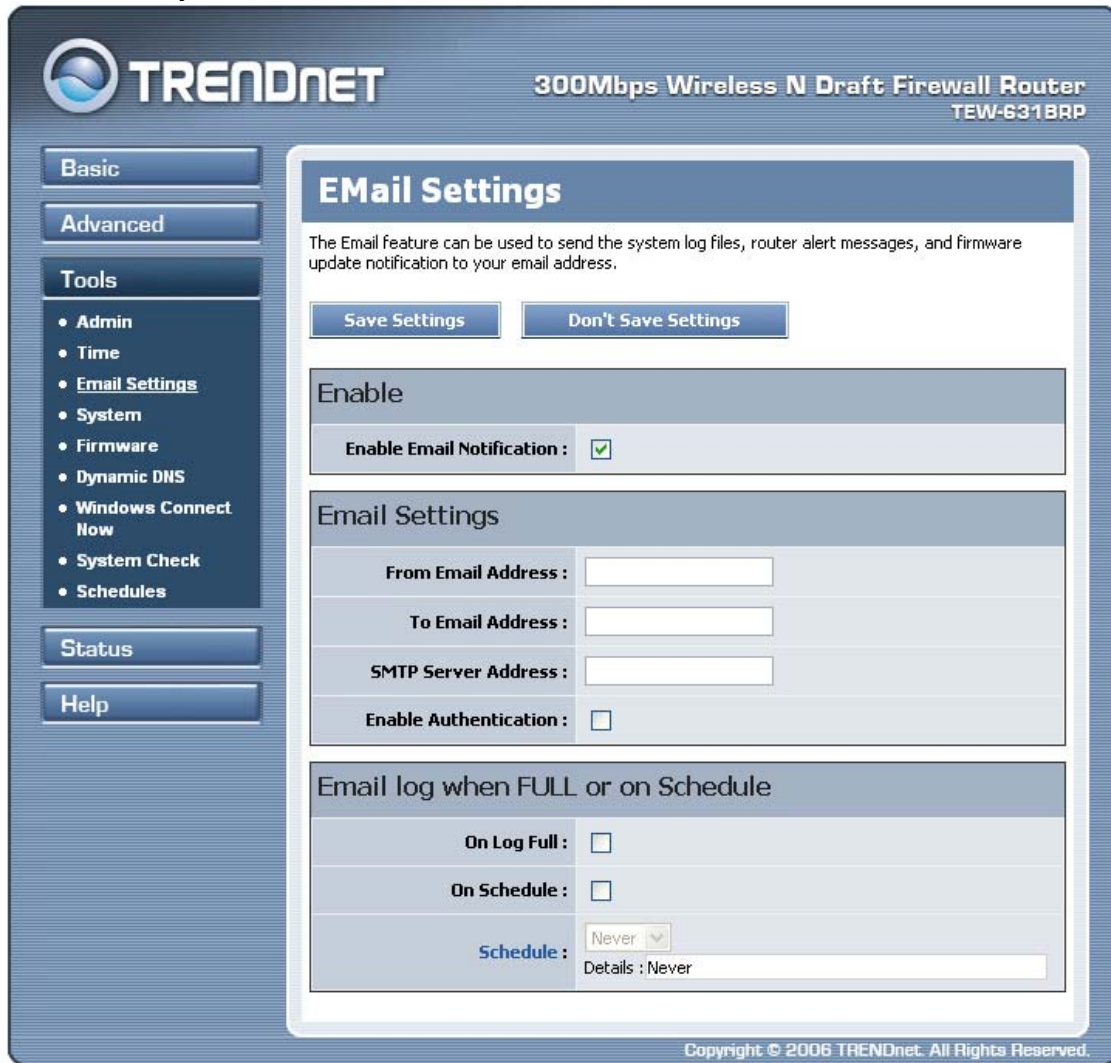 TRENDNET
300Mbps Wireless N Draft Firewall Router
TEW-631BRP
Basic
Advanced
Tools
• Admin
• Time
• Email Settings
• System
• Firmware
• Dynamic DNS
• Windows Connect
Now
• System Check
• Schedules
Status
Help
EMail Settings
The Email feature can be used to send the system log files, router alert messages, and firmware
update notification to your email address.
Save Settings
Don't Save Settings
Enable
Enable Email Notification :
Email Settings
From Email Address :
To Email Address :
SMTP Server Address :
Enable Authentication :
Email log when FULL or on Schedule
On Log Full :
On Schedule :
Schedule :
Never
Details : Never
Copyright © 2006 TRENDnet. All Rights Reserved.